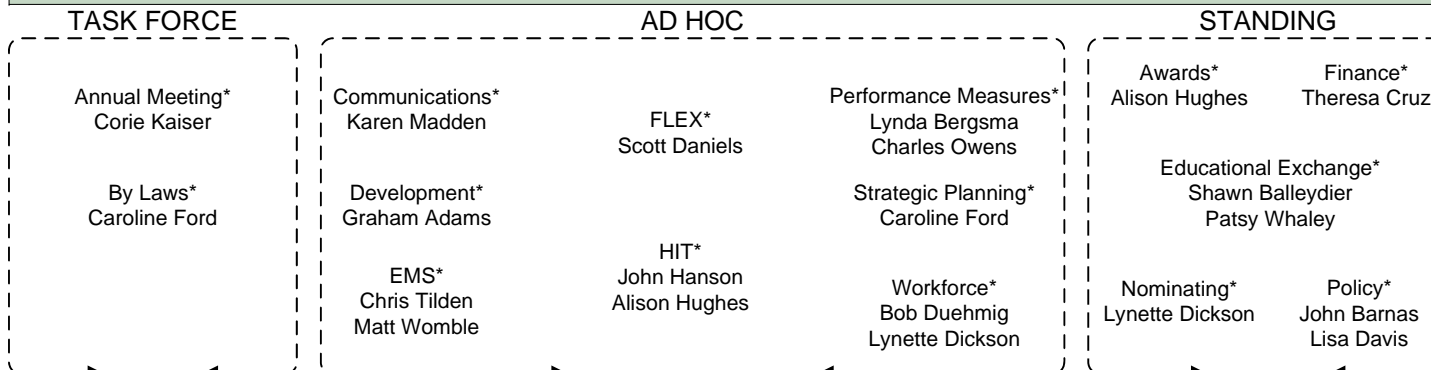 TASK FORCE
Annual Meeting*
Corie Kaiser
By Laws*
Caroline Ford
AD HOC
Communications*
Karen Madden
Development*
Graham Adams
EMS*
Chris Tilden
Matt Womble
FLEX*
Scott Daniels
HIT*
John Hanson
Alison Hughes
Performance Measures*
Lynda Bergsma
Charles Owens
Strategic Planning*
Caroline Ford
Workforce*
Bob Duehmig
Lynette Dickson
STANDING
Awards*
Alison Hughes
Finance*
Theresa Cruz
Educational Exchange*
Shawn Balleydier
Patsy Whaley
Nominating*
Lynette Dickson
Policy*
John Barnas
Lisa Davis